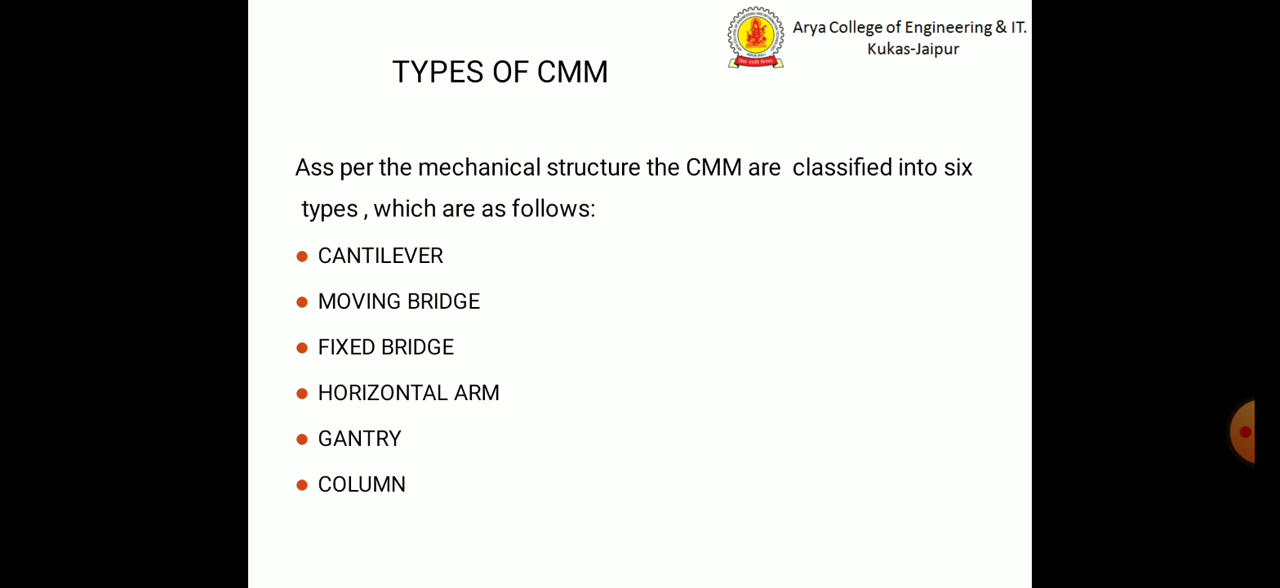 Arya College of Engineering & IT.
Kukas-Jaipur
TYPES OF CMM
Ass per the mechanical structure the CMM are classified into six
types , which are as follows:
CANTILEVER
MOVING BRIDGE
FIXED BRIDGE
HORIZONTAL ARM
GANTRY
COLUMN